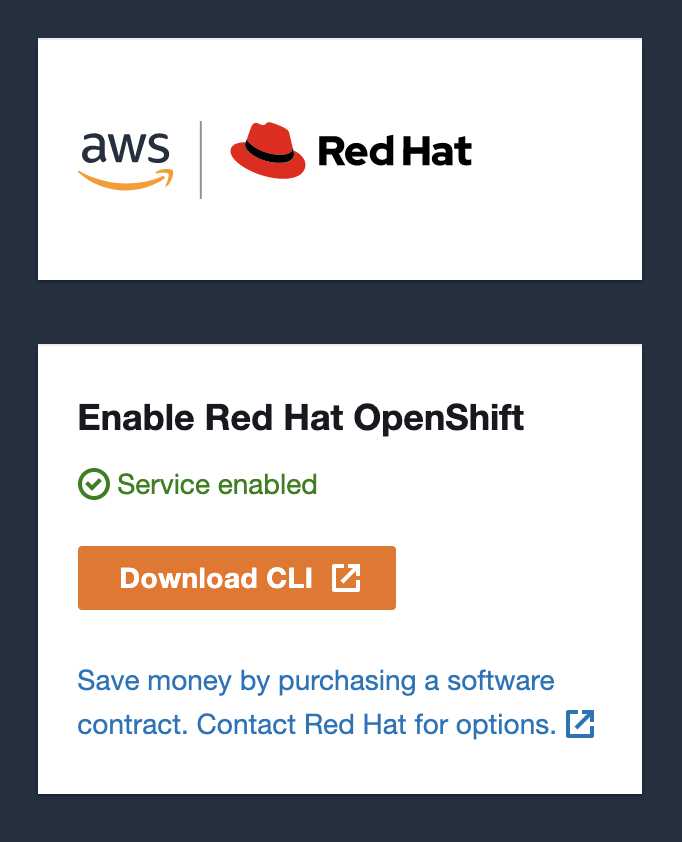 aws
Red Hat
Enable Red Hat OpenShift
Service enabled
Download CLI
Save money by purchasing a software
contract. Contact Red Hat for options.